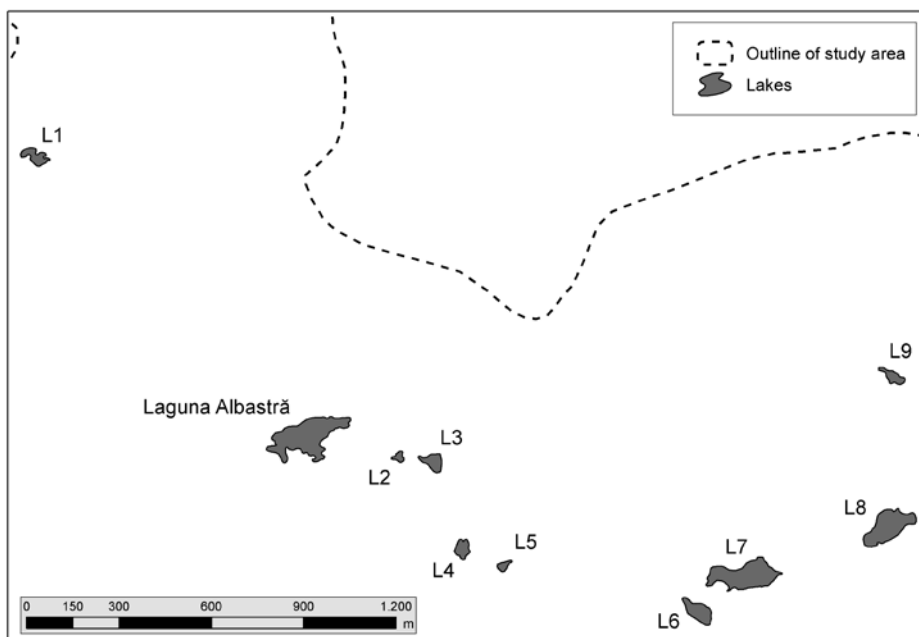 Outline of study area
Lakes
L1
L9
Laguna Albastră
L3
L2
L8
L5
L7
L4
L6
0 150 300 600 900 1.200
m